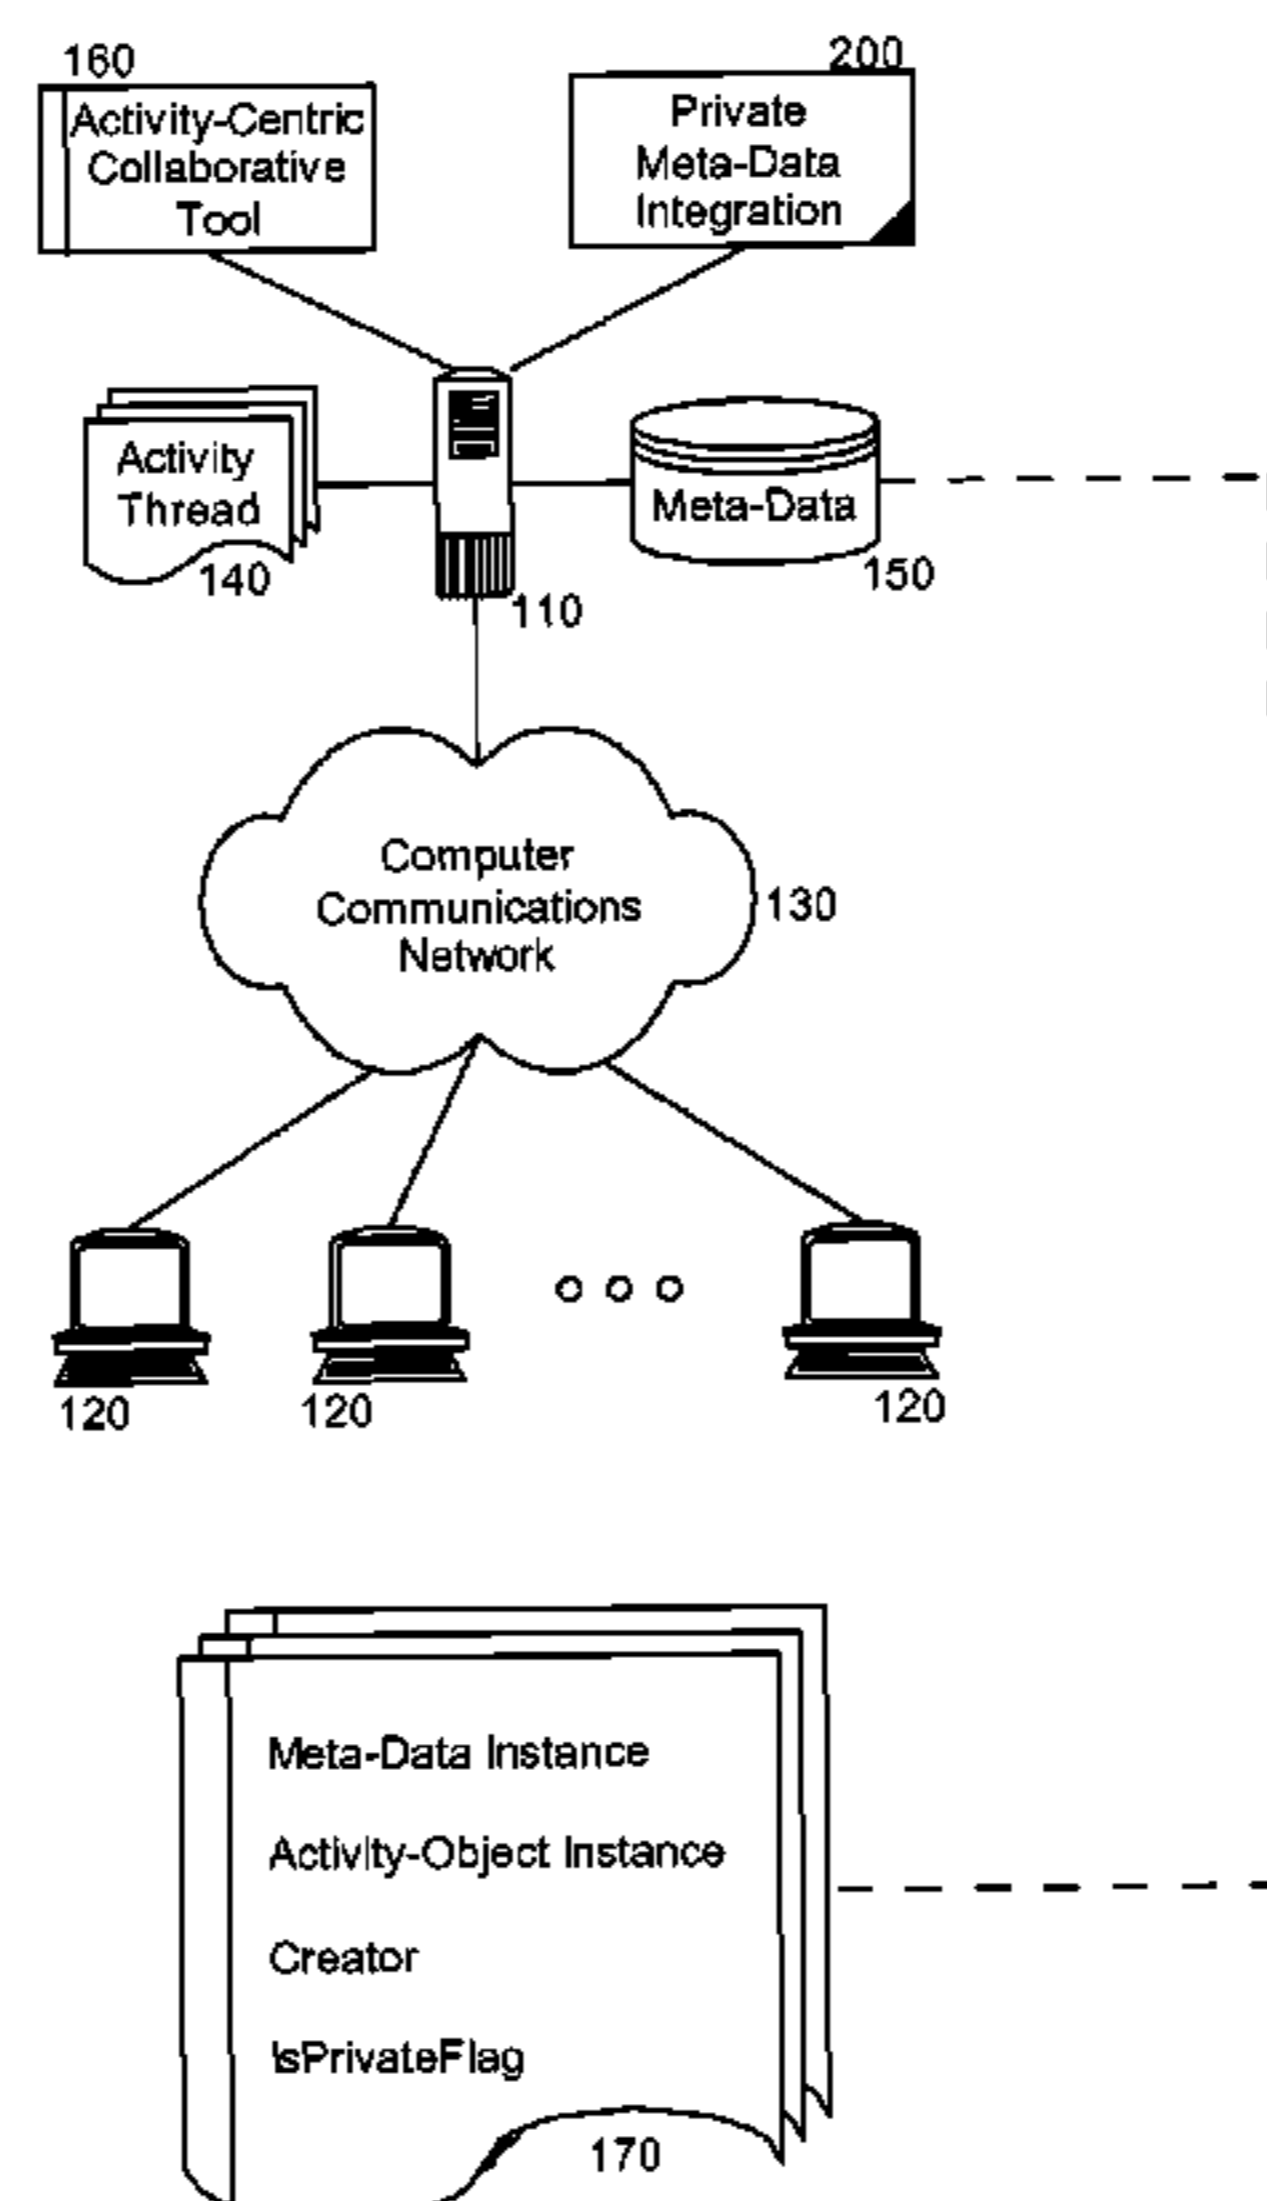 160
Activity-Centric
Collaborative
Tool
200
Private
Meta-Data
Integration
Activity
Thread
140
110
Meta-Data
150
Computer
Communications
Network
130
120
120
120
Meta-Data Instance
Activity-Object Instance
Creator
IsPrivateFlag
170